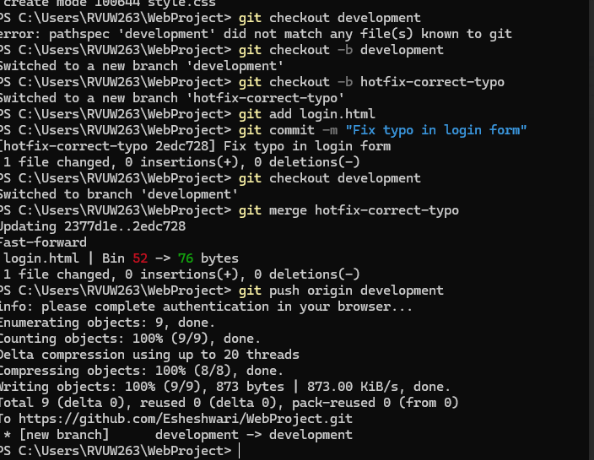 create mode 100644 style.css
PS C:\Users\RVUW263\WebProject> git checkout development
error: pathspec 'development' did not match any file(s) known to git
PS C:\Users\RVUW263\WebProject> git checkout -b development
Switched to a new branch 'development'
PS C:\Users\RVUW263\WebProject> git checkout -b hotfix-correct-typo
Switched to a new branch 'hotfix-correct-typo'
PS C:\Users\RVUW263\WebProject> git add login.html
PS C:\Users\RVUW263\WebProject> git commit -m "Fix typo in login form"
[hotfix-correct-typo 2edc728] Fix typo in login form
1 file changed, 0 insertions(+), 0 deletions(-)
PS C:\Users\RVUW263\WebProject> git checkout development
Switched to branch 'development'
PS C:\Users\RVUW263\WebProject> git merge hotfix-correct-typo
Updating 2377d1e..2edc728
Fast-forward
login.html | Bin 52 -> 76 bytes
1 file changed, 0 insertions(+), 0 deletions(-)
PS C:\Users\RVUW263\WebProject> git push origin development
info: please complete authentication in your browser...
Enumerating objects: 9, done.
Counting objects: 100% (9/9), done.
Delta compression using up to 20 threads
Compressing objects: 100% (8/8), done.
Writing objects: 100% (9/9), 873 bytes | 873.00 KiB/s, done.
Total 9 (delta 0), reused 0 (delta 0), pack-reused 0 (from 0)
To https://github.com/Esheshwari/WebProject.git
* [new branch] development -> development
PS C:\Users\RVUW263\WebProject>